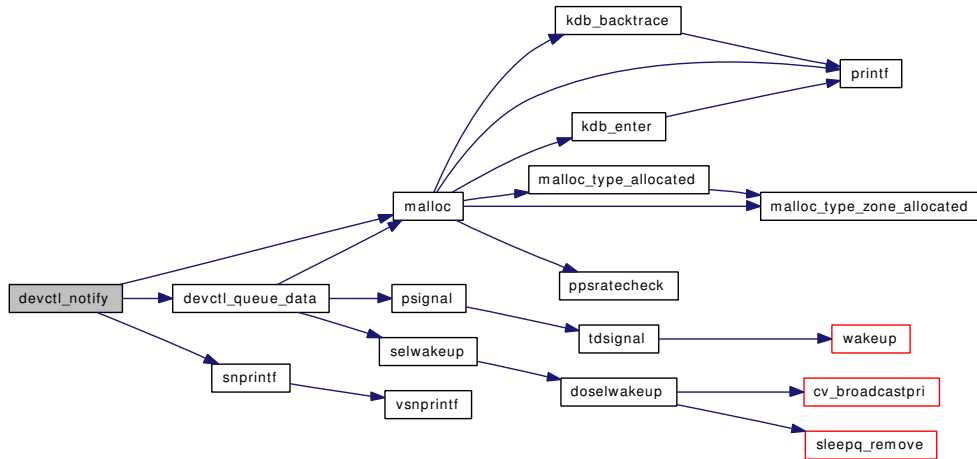 kdb_backtrace
printf
kdb_enter
malloc_type_allocated
malloc
malloc_type_zone_allocated
ppsratecheck
devctl_notify
devctl_queue_data
psignal
tdsignal
wakeup
selwakeup
snprintf
doselwakeup
cv_broadcastpri
vsnprintf
sleepq_remove